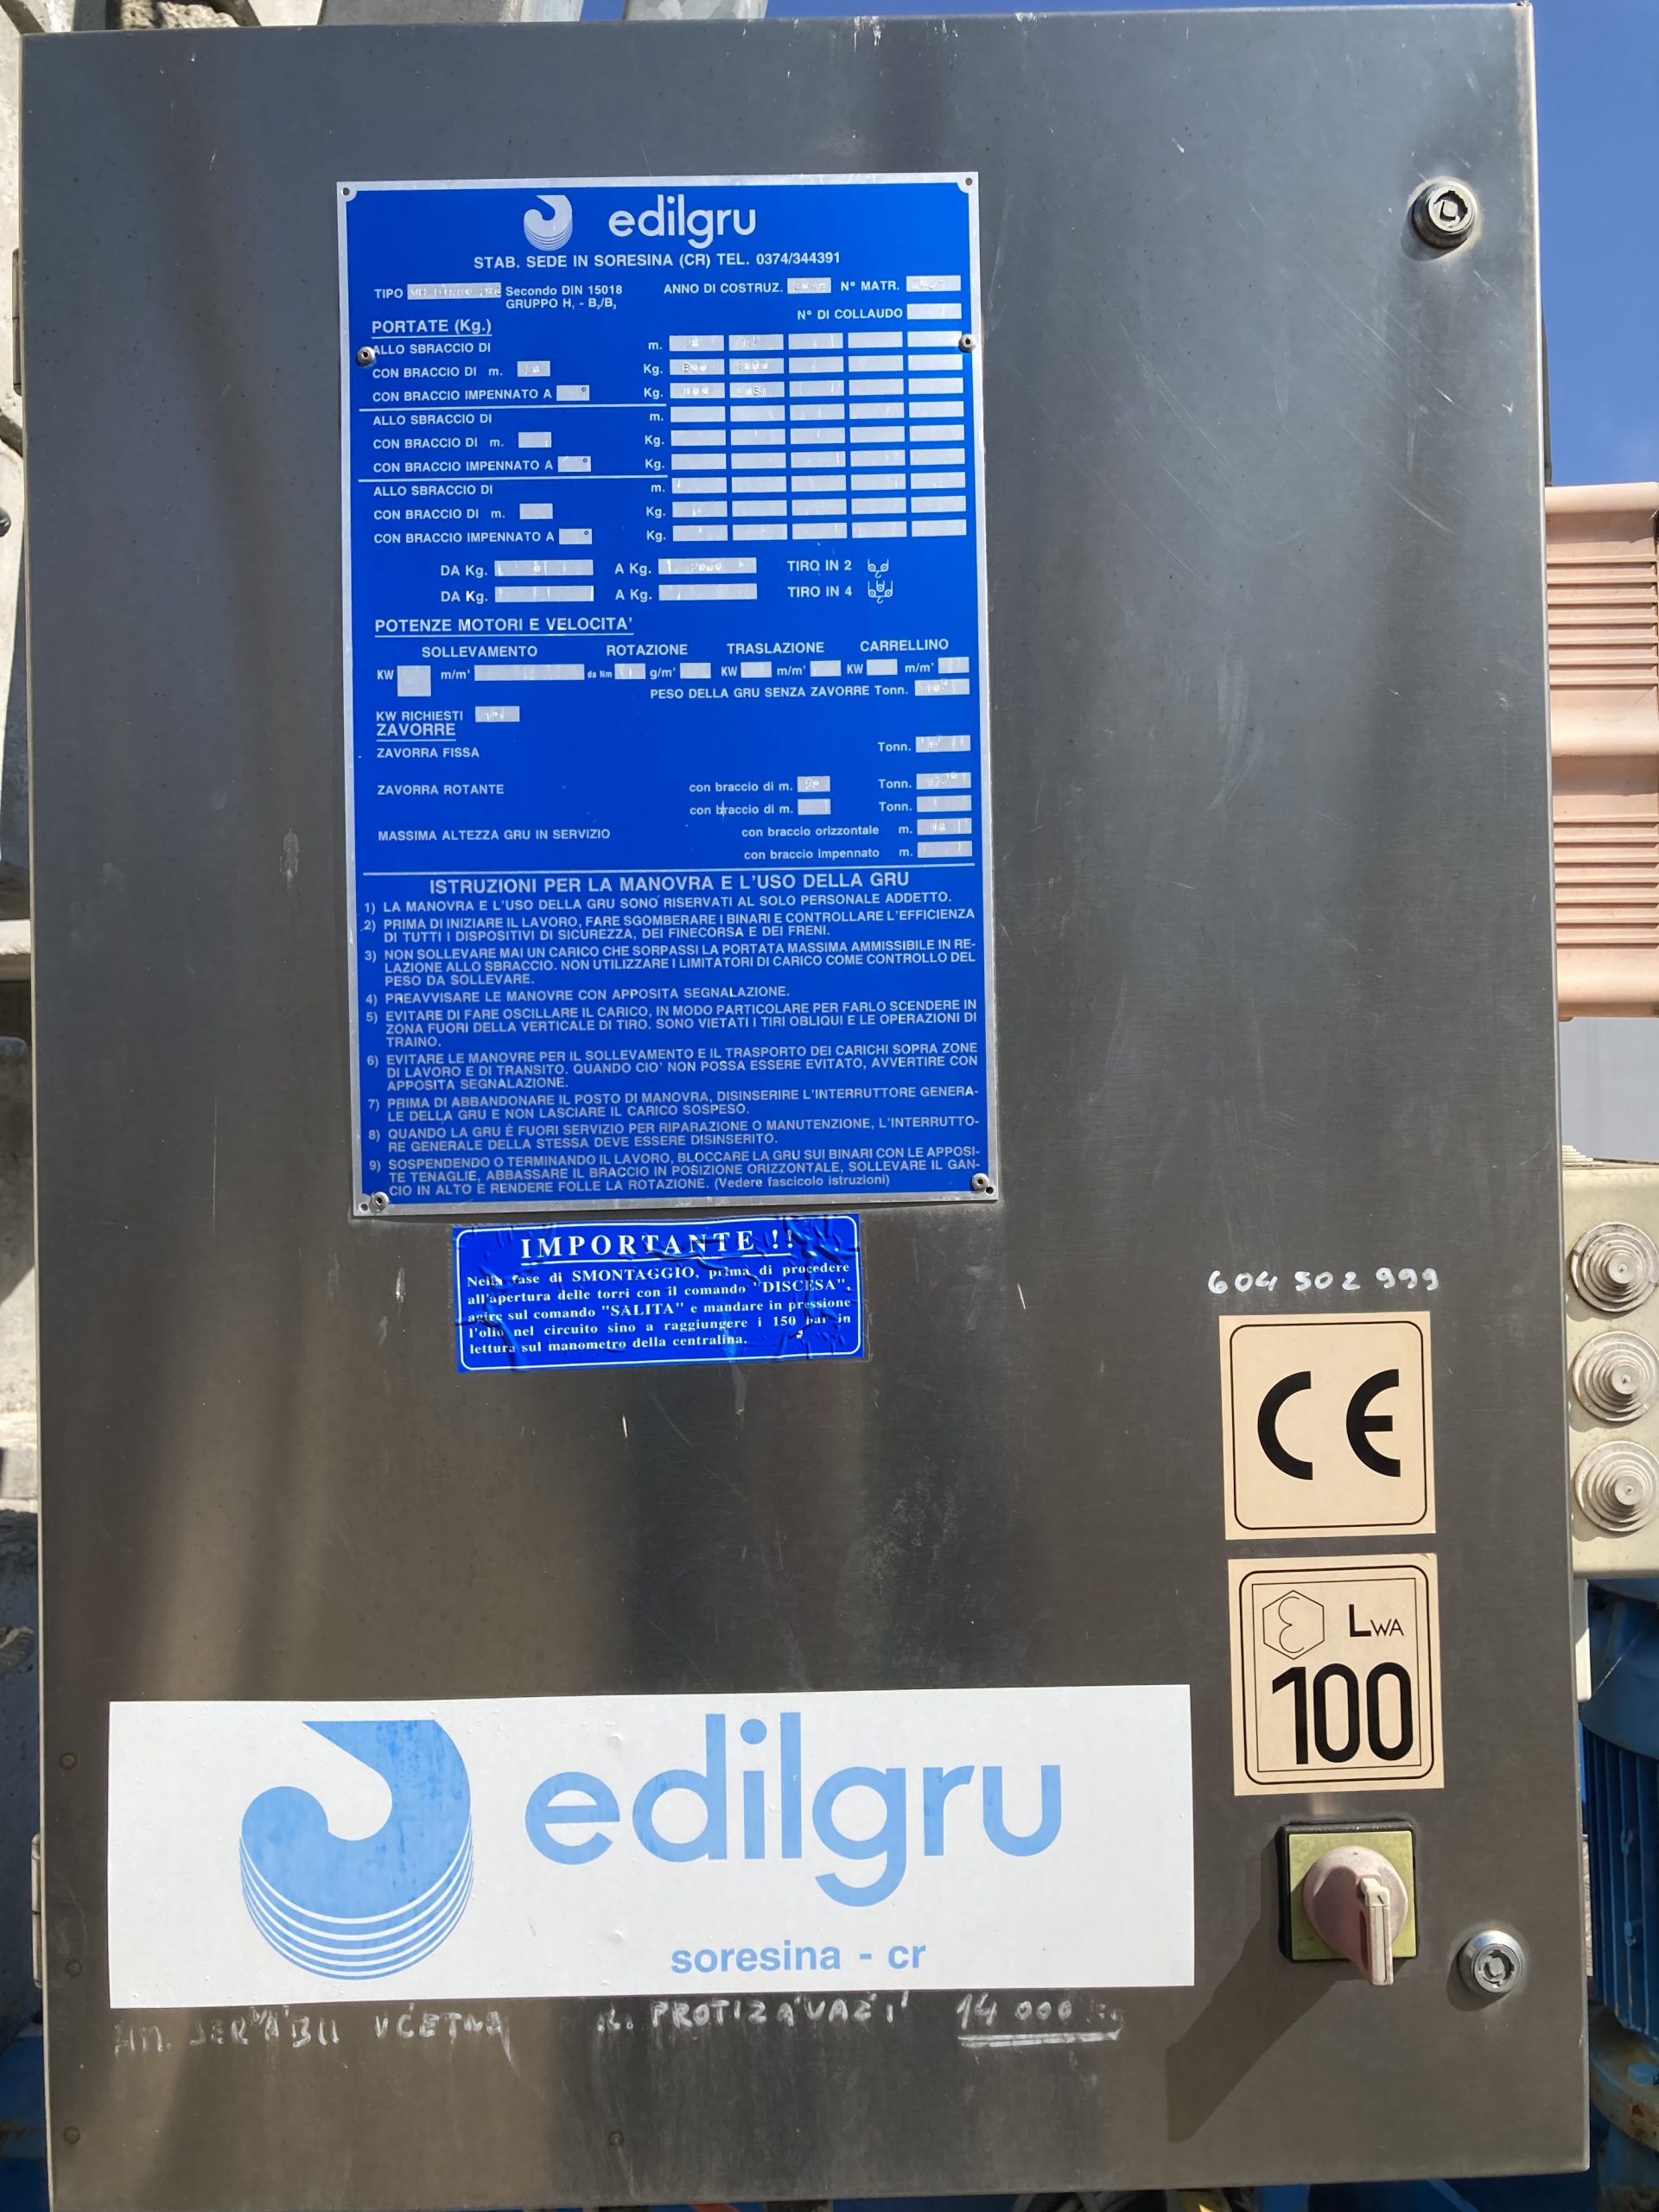 edilgru
STAB. SEDE IN SORESINA (CR) TEL. 0374/344391
TIPO Secondo DIN 15018 ANNO DI COSTRUZ. N° MATR.
GRUPPO H₁ - B₂/B₃
N° DI COLLAUDO
PORTATE (Kg.)
ALLO SBRACCIO DI m.
CON BRACCIO DI m. Kg.
CON BRACCIO IMPENNATO A ° Kg.
ALLO SBRACCIO DI m.
CON BRACCIO DI m. Kg.
CON BRACCIO IMPENNATO A ° Kg.
ALLO SBRACCIO DI m.
CON BRACCIO DI m. Kg.
CON BRACCIO IMPENNATO A ° Kg.
DA Kg. A Kg. 2000 TIRO IN 2
DA Kg. A Kg. TIRO IN 4
POTENZE MOTORI E VELOCITA'
SOLLEVAMENTO ROTAZIONE TRASLAZIONE CARRELLINO
KW m/m' da Nm g/m' KW m/m' KW m/m'
PESO DELLA GRU SENZA ZAVORRE Tonn.
KW RICHIESTI
ZAVORRE
ZAVORRA FISSA Tonn.
ZAVORRA ROTANTE con braccio di m. Tonn.
con braccio di m. Tonn.
MASSIMA ALTEZZA GRU IN SERVIZIO con braccio orizzontale m.
con braccio impennato m.
ISTRUZIONI PER LA MANOVRA E L'USO DELLA GRU
1) LA MANOVRA E L'USO DELLA GRU SONO RISERVATI AL SOLO PERSONALE ADDETTO.
2) PRIMA DI INIZIARE IL LAVORO, FARE SGOMBERARE I BINARI E CONTROLLARE L'EFFICIENZA
DI TUTTI I DISPOSITIVI DI SICUREZZA, DEI FINECORSA E DEI FRENI.
3) NON SOLLEVARE MAI UN CARICO CHE SORPASSI LA PORTATA MASSIMA AMMISSIBILE IN RE-
LAZIONE ALLO SBRACCIO. NON UTILIZZARE I LIMITATORI DI CARICO COME CONTROLLO DEL
PESO DA SOLLEVARE.
4) PREAVVISARE LE MANOVRE CON APPOSITA SEGNALAZIONE.
5) EVITARE DI FARE OSCILLARE IL CARICO, IN MODO PARTICOLARE PER FARLO SCENDERE IN
ZONA FUORI DELLA VERTICALE DI TIRO. SONO VIETATI I TIRI OBLIQUI E LE OPERAZIONI DI
TRAINO.
6) EVITARE LE MANOVRE PER IL SOLLEVAMENTO E IL TRASPORTO DEI CARICHI SOPRA ZONE
DI LAVORO E DI TRANSITO. QUANDO CIO' NON POSSA ESSERE EVITATO, AVVERTIRE CON
APPOSITA SEGNALAZIONE.
7) PRIMA DI ABBANDONARE IL POSTO DI MANOVRA, DISINSERIRE L'INTERRUTTORE GENERA-
LE DELLA GRU E NON LASCIARE IL CARICO SOSPESO.
8) QUANDO LA GRU È FUORI SERVIZIO PER RIPARAZIONE O MANUTENZIONE, L'INTERRUTTO-
RE GENERALE DELLA STESSA DEVE ESSERE DISINSERITO.
9) SOSPENDENDO O TERMINANDO IL LAVORO, BLOCCARE LA GRU SUI BINARI CON LE APPOSI-
TE TENAGLIE, ABBASSARE IL BRACCIO IN POSIZIONE ORIZZONTALE, SOLLEVARE IL GAN-
CIO IN ALTO E RENDERE FOLLE LA ROTAZIONE. (Vedere fascicolo istruzioni)
IMPORTANTE !!
Nella fase di SMONTAGGIO, prima di procedere
all'apertura delle torri con il comando "DISCESA",
agire sul comando "SALITA" e mandare in pressione
l'olio nel circuito sino a raggiungere i 150 bar in
lettura sul manometro della centralina.
604 502 999
CE
LWA
100
edilgru
soresina - cr
VČETNĚ PROTIZÁVAŽÍ 14 000